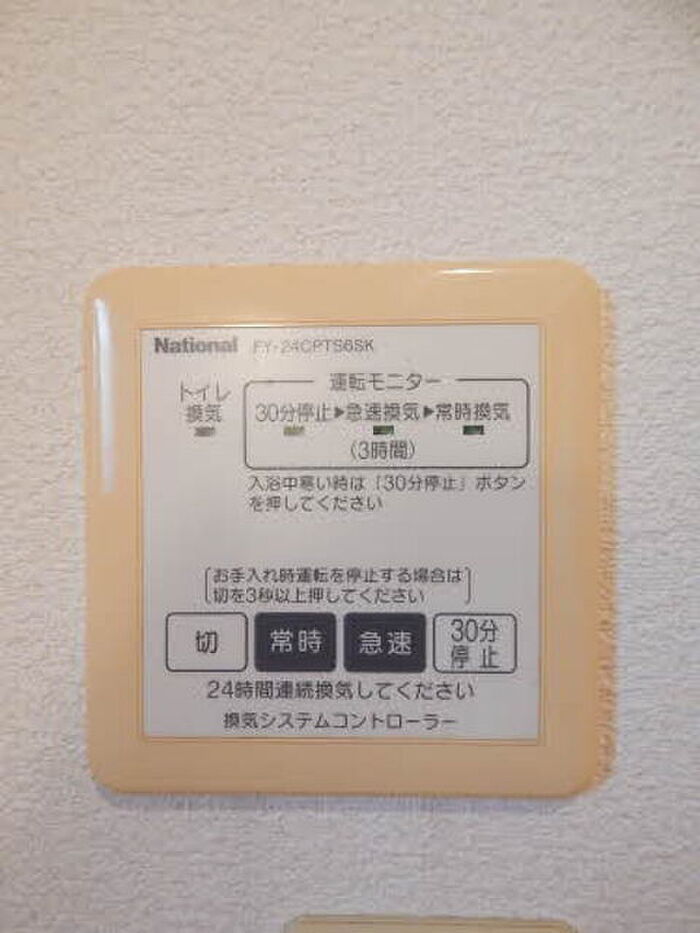 National FY-24CPTS6SK
トイレ
換気
運転モニター
30分停止▶急速換気▶常時換気
(3時間)
入浴中寒い時は「30分停止」ボタン
を押してください
お手入れ時運転を停止する場合は
切を3秒以上押してください
切 常時 急速 30分
停止
24時間連続換気してください
換気システムコントローラー